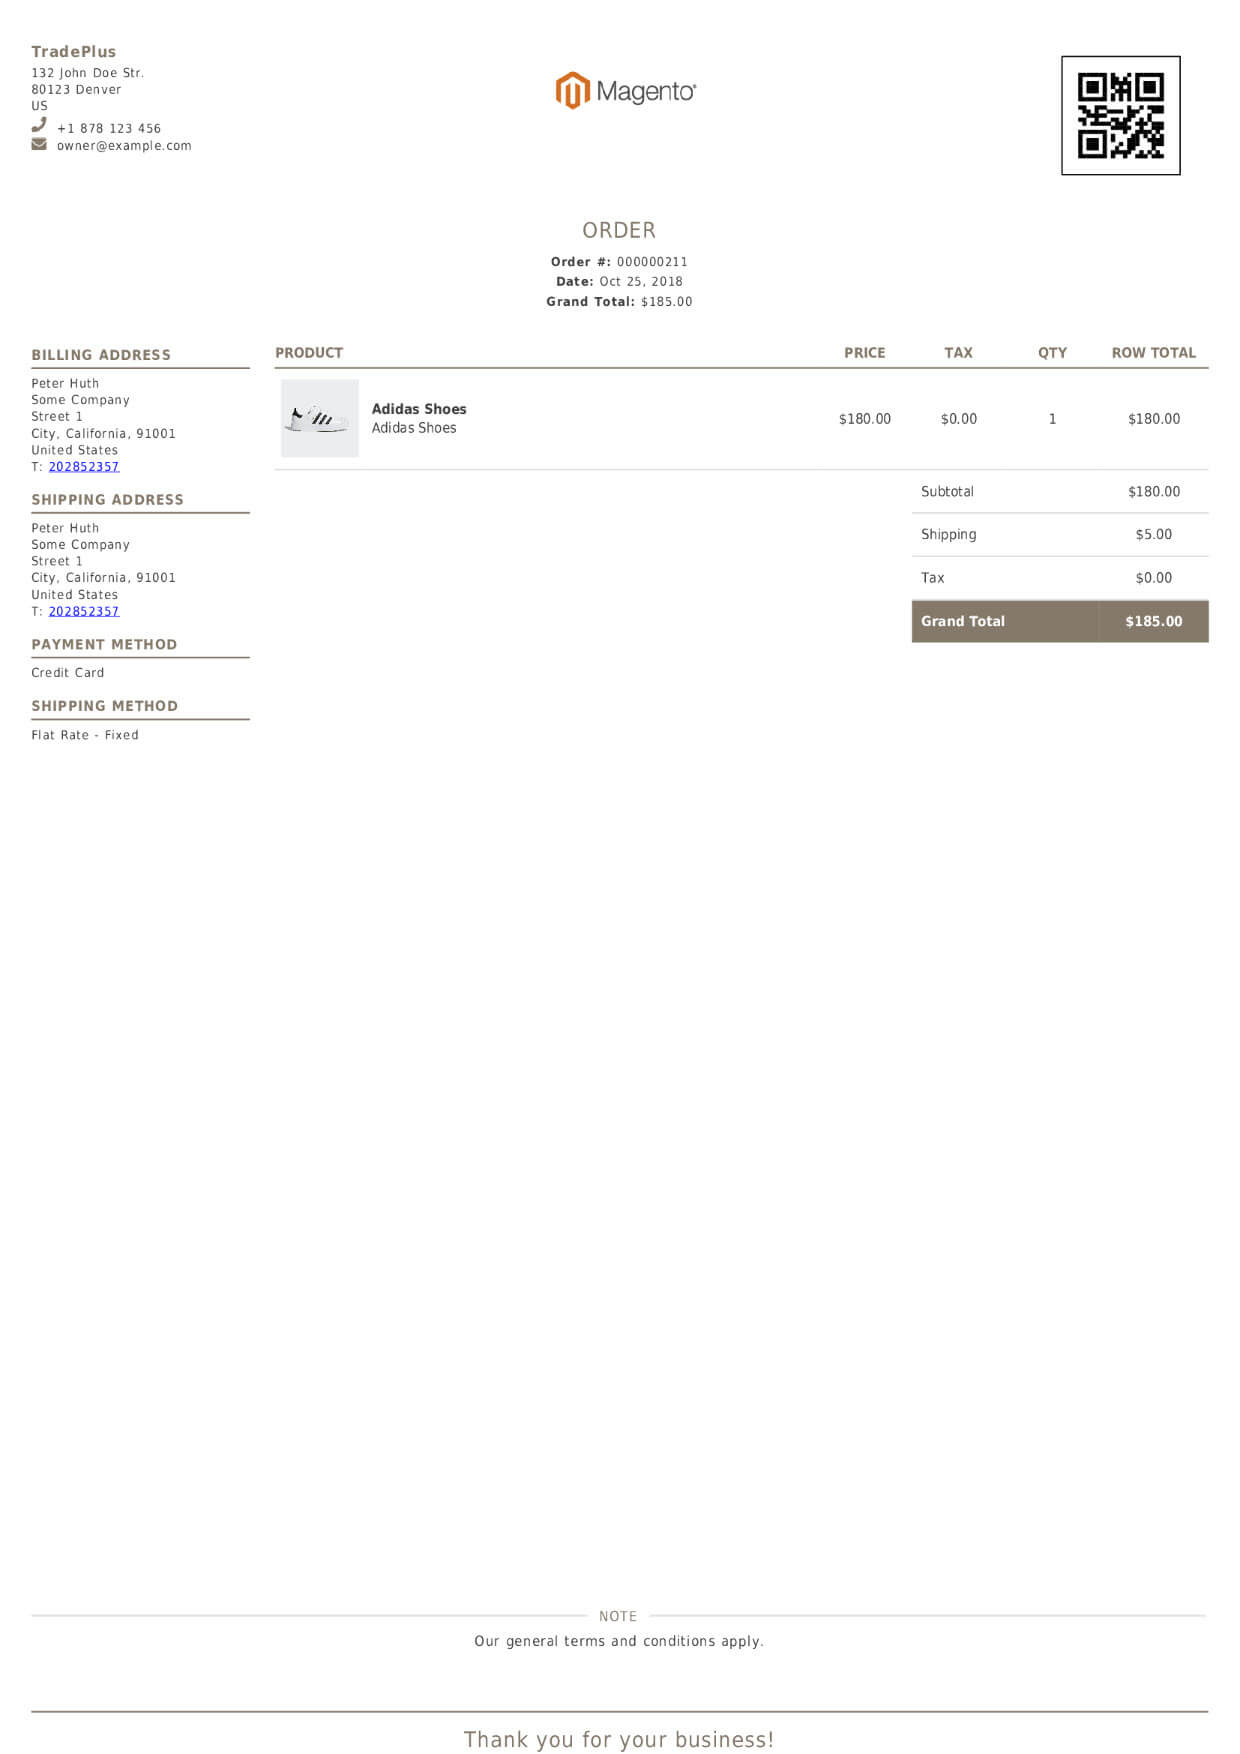 TradePlus
132 John Doe Str.
80123 Denver
US
+1 878 123 456
owner@example.com
Magento
ORDER
Order #: 000000211
Date: Oct 25, 2018
Grand Total: $185.00
BILLING ADDRESS
Peter Huth
Some Company
Street 1
City, California, 91001
United States
T: 202852357
SHIPPING ADDRESS
Peter Huth
Some Company
Street 1
City, California, 91001
United States
T: 202852357
PAYMENT METHOD
Credit Card
SHIPPING METHOD
Flat Rate - Fixed
PRODUCT PRICE TAX QTY ROW TOTAL
Adidas Shoes
Adidas Shoes
$180.00 $0.00 1 $180.00
Subtotal $180.00
Shipping $5.00
Tax $0.00
Grand Total $185.00
NOTE
Our general terms and conditions apply.
Thank you for your business!